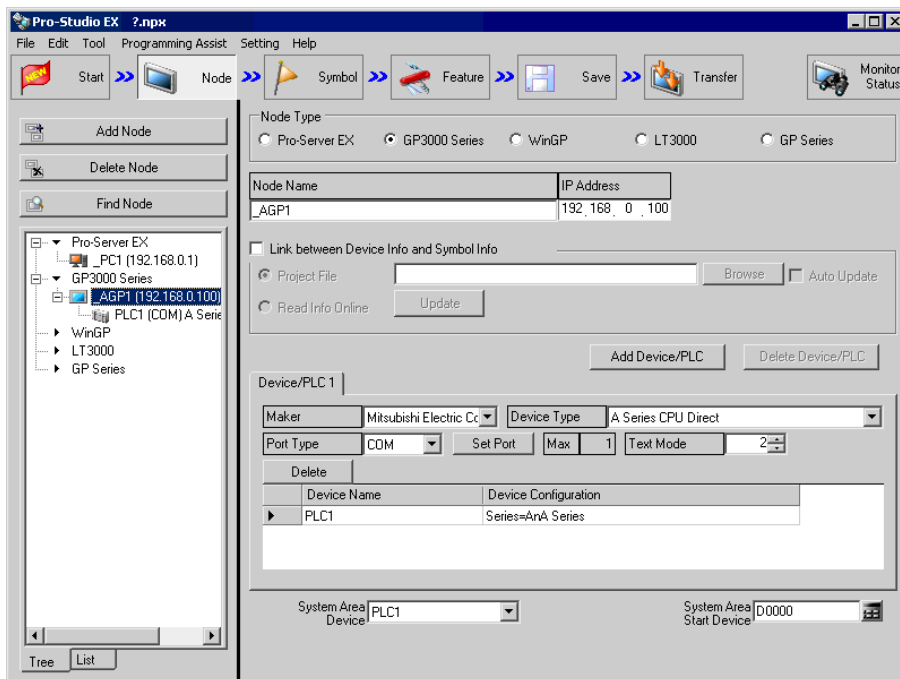 Pro-Studio EX ?.npx
File Edit Tool Programming Assist Setting Help
NEW Start Node Symbol Feature Save Transfer Monitor Status
Add Node
Delete Node
Find Node
Pro-Server EX
_PC1 (192.168.0.1)
GP3000 Series
_AGP1 (192.168.0.100)
PLC1 (COM) A Serie
WinGP
LT3000
GP Series
Tree List
Node Type
Pro-Server EX GP3000 Series WinGP LT3000 GP Series
Node Name IP Address
_AGP1 192.168. 0 .100
Link between Device Info and Symbol Info
Project File Browse Auto Update
Read Info Online Update
Add Device/PLC Delete Device/PLC
Device/PLC 1
Maker Mitsubishi Electric Co Device Type A Series CPU Direct
Port Type COM Set Port Max 1 Text Mode 2
Delete
Device Name Device Configuration
PLC1 Series=AnA Series
System Area Device PLC1 System Area Start Device D0000